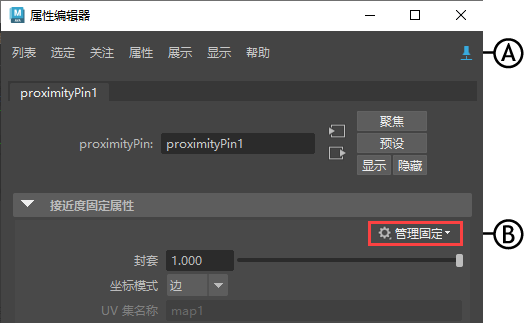 属性编辑器
列表 选定 关注 属性 展示 显示 帮助
A
proximityPin1
proximityPin: proximityPin1
聚焦
预设
显示 隐藏
接近度固定属性
管理固定
B
封套 1.000
坐标模式 边
UV 集名称 map1